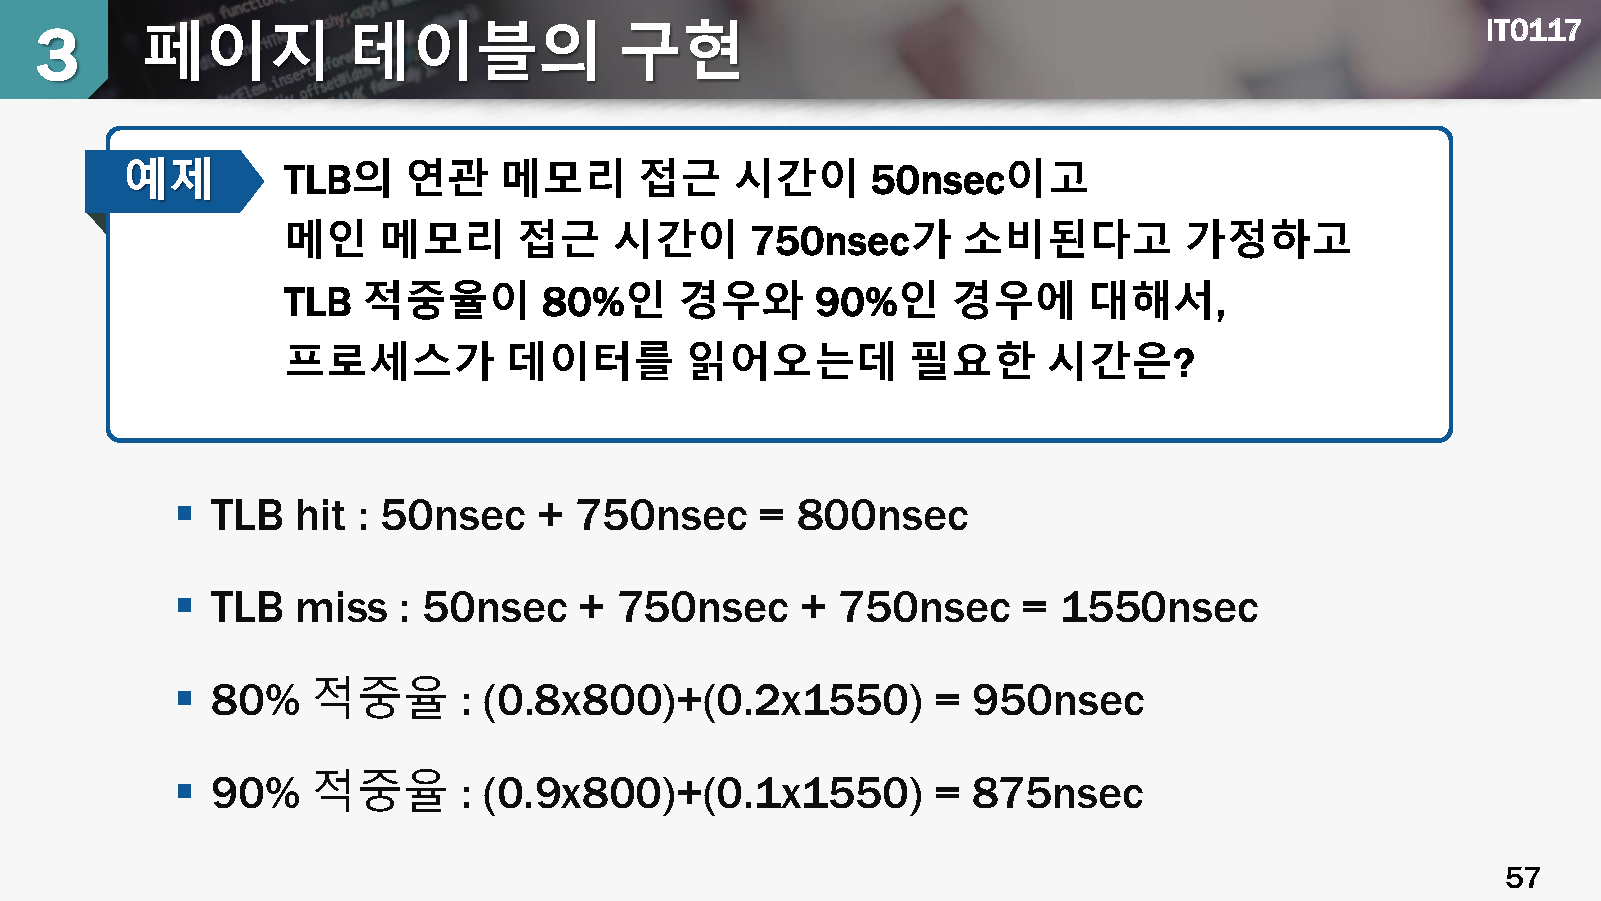 3 페이지 테이블의 구현
IT0117
예제
TLB의 연관 메모리 접근 시간이 50nsec이고
메인 메모리 접근 시간이 750nsec가 소비된다고 가정하고
TLB 적중율이 80%인 경우와 90%인 경우에 대해서,
프로세스가 데이터를 읽어오는데 필요한 시간은?
▪ TLB hit : 50nsec + 750nsec = 800nsec
▪ TLB miss : 50nsec + 750nsec + 750nsec = 1550nsec
▪ 80% 적중율 : (0.8x800)+(0.2x1550) = 950nsec
▪ 90% 적중율 : (0.9x800)+(0.1x1550) = 875nsec
57